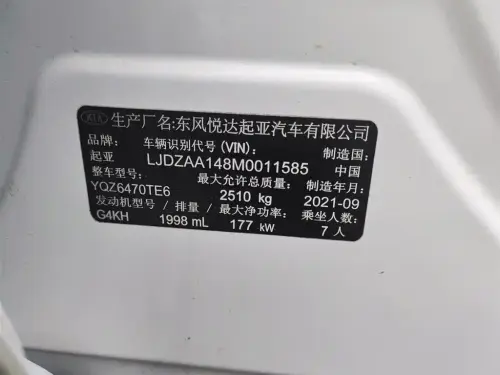 KIA 生产厂名:东风悦达起亚汽车有限公司
品牌: 车辆识别代号 (VIN): 制造国:
起亚 LJDZAA148M0011585 中国
整车型号: 最大允许总质量: 制造年月:
YQZ6470TE6 2510 kg 2021-09
发动机型号 / 排量 / 最大净功率: 乘坐人数:
G4KH 1998 mL 177 kW 7 人